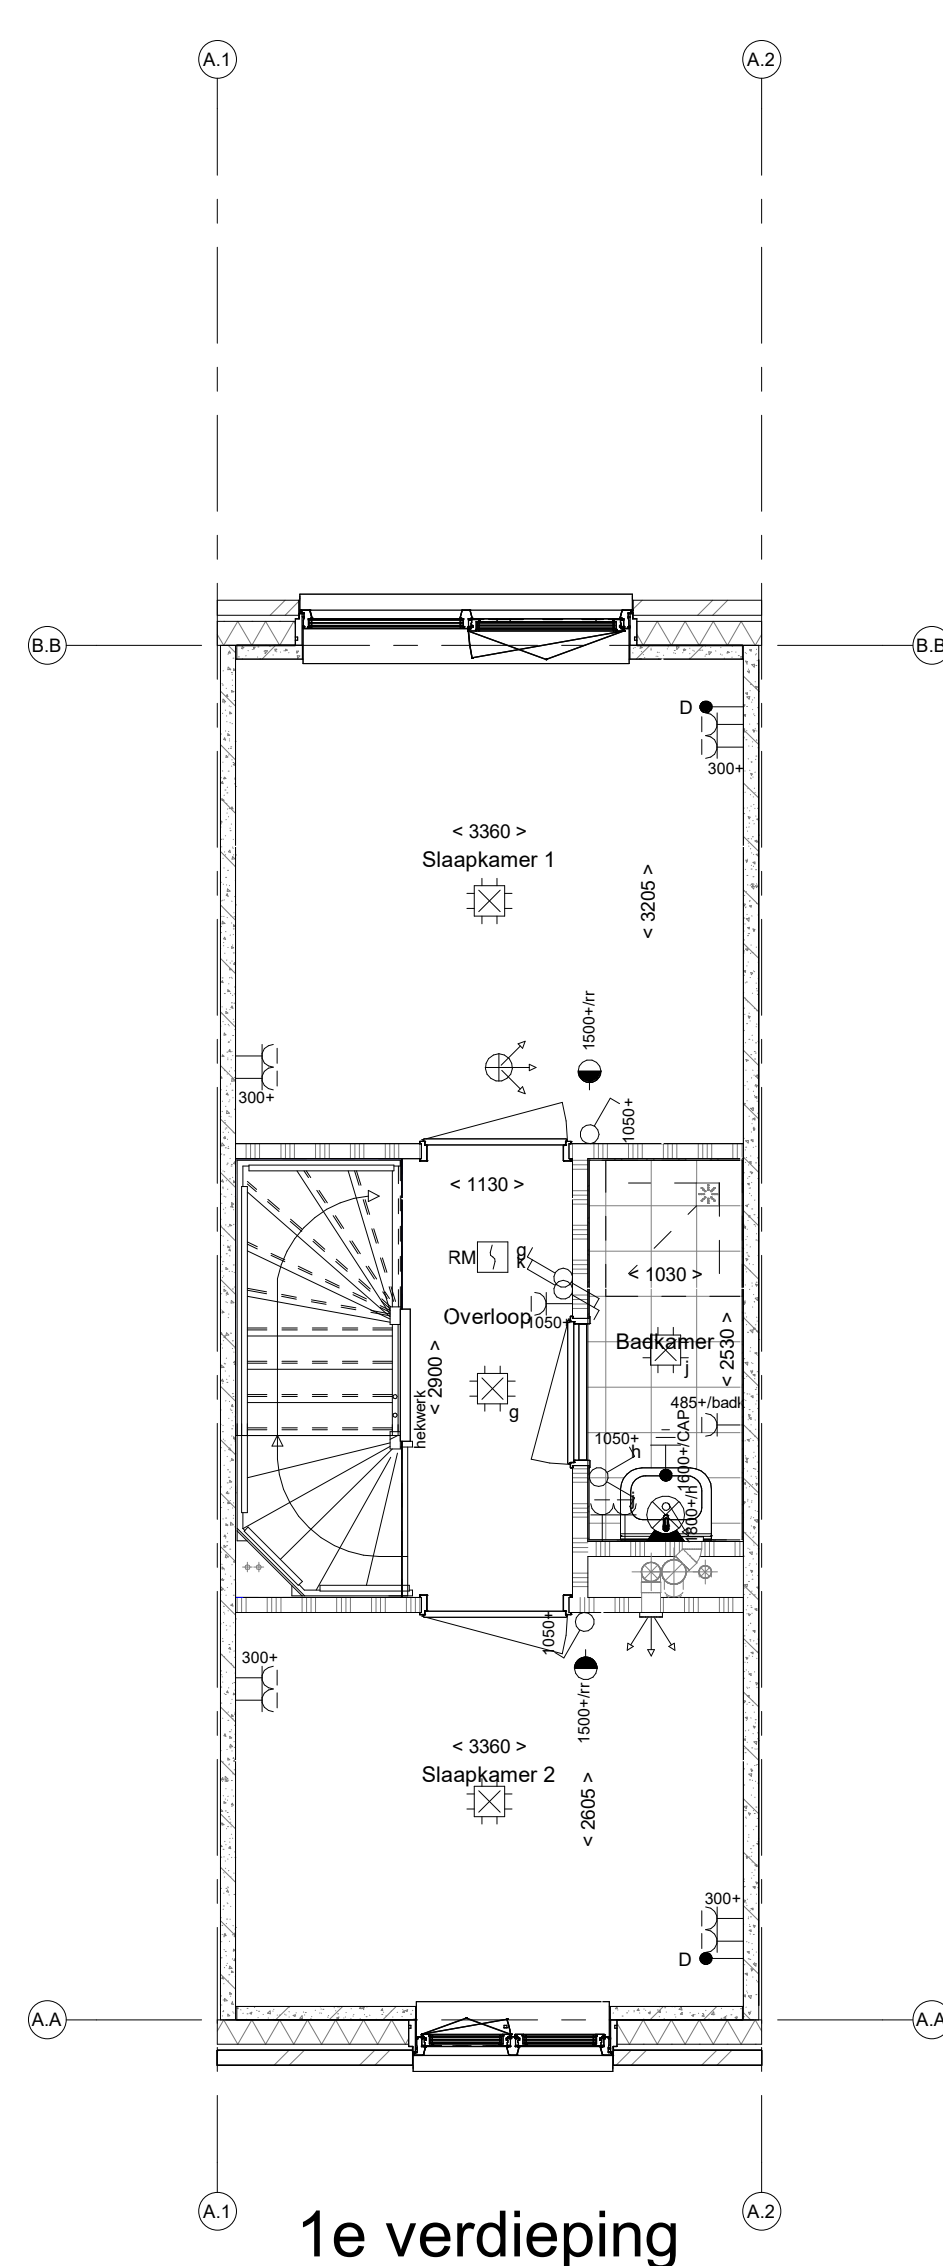 A.1
A.2
B.B
B.B
D
300+
< 3360 >
Slaapkamer 1
< 3205 >
1500+/rr
300+
1050+
< 1130 >
RM
g
k
< 1030 >
Overloop
1050+
Badkamer
j
< 2530 >
< 2900 >
hekwerk
g
485+/badk
1050+
h
1600+/CAP
1800+/h
1050+
300+
1500+/rr
< 3360 >
Slaapkamer 2
< 2605 >
300+
D
A.A
A.A
A.1
A.2
1e verdieping